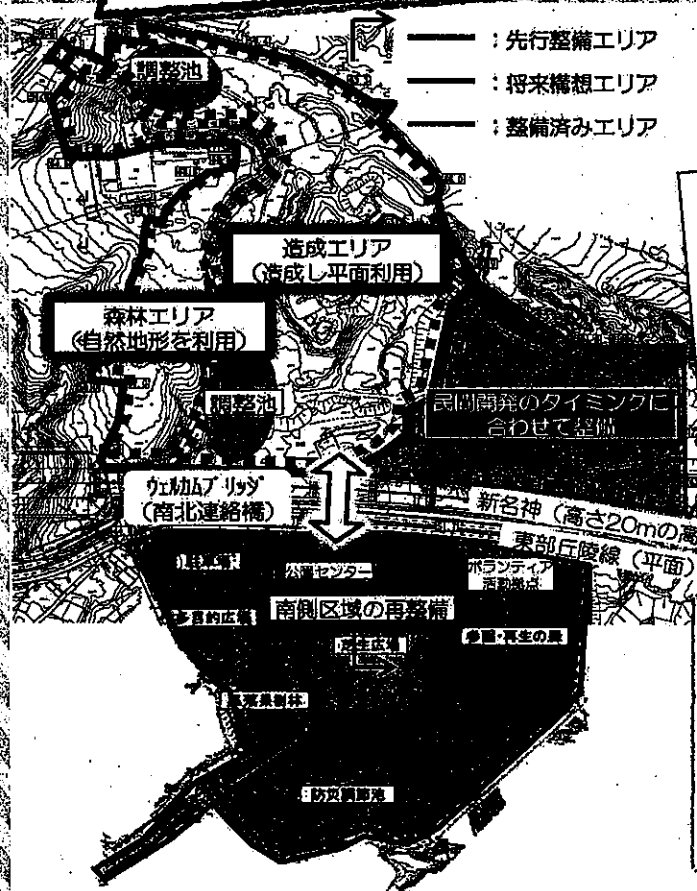 ：先行整備エリア
：将来構想エリア
：整備済みエリア
調整池
造成エリア
（造成し平面利用）
森林エリア
（自然地形を利用）
調整池
民間開発のタイミングに
合わせて整備
ウェルカムブリッジ
（南北連絡橋）
新名神（高さ20mの高
東部丘陵線（平面）
駐車場
公園センター
ボランティア
活動拠点
多目的広場
南側区域の再整備
芝生広場
参画・再生の里
防災調節池